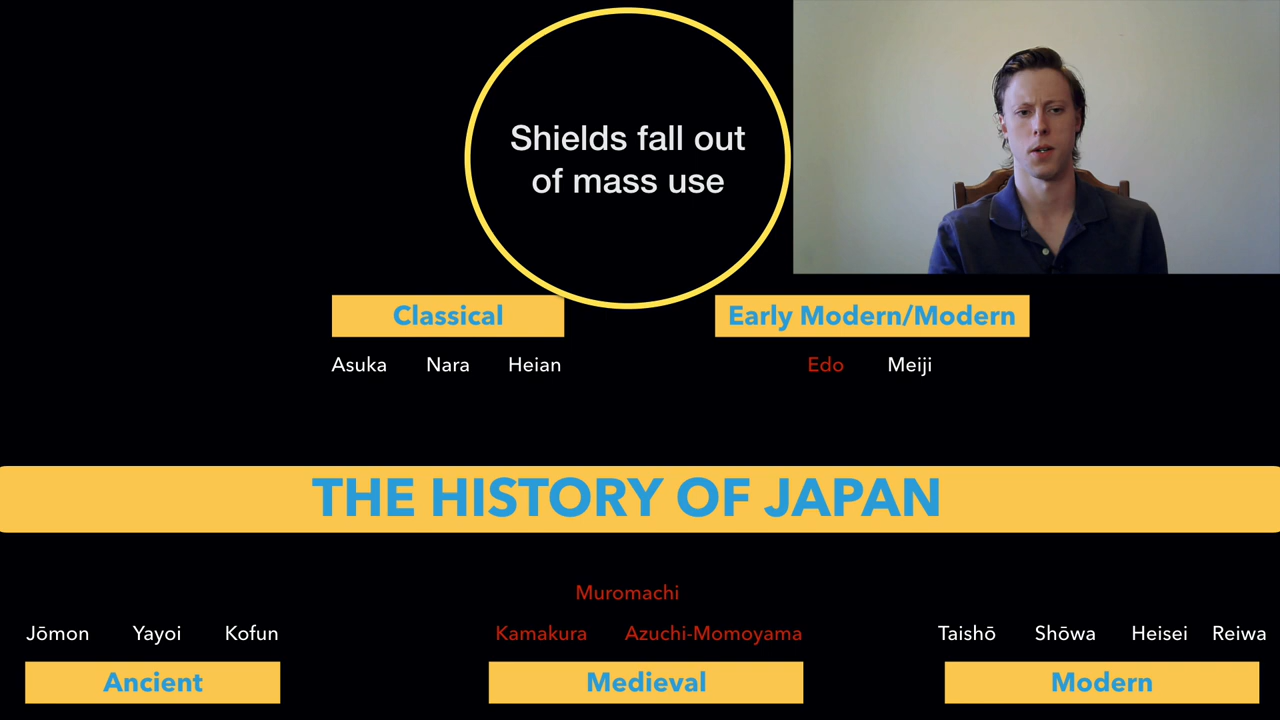 Shields fall out
of mass use
Classical
Early Modern/Modern
Asuka Nara Heian
Edo Meiji
THE HISTORY OF JAPAN
Muromachi
Jōmon Yayoi Kofun
Kamakura Azuchi-Momoyama
Taishō Shōwa Heisei Reiwa
Ancient
Medieval
Modern